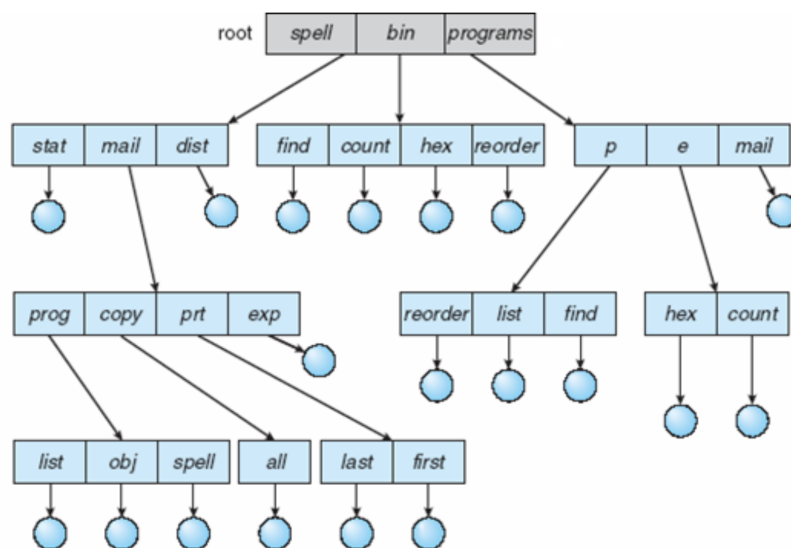 root spell bin programs
stat mail dist find count hex reorder p e mail
prog copy prt exp reorder list find hex count
list obj spell all last first